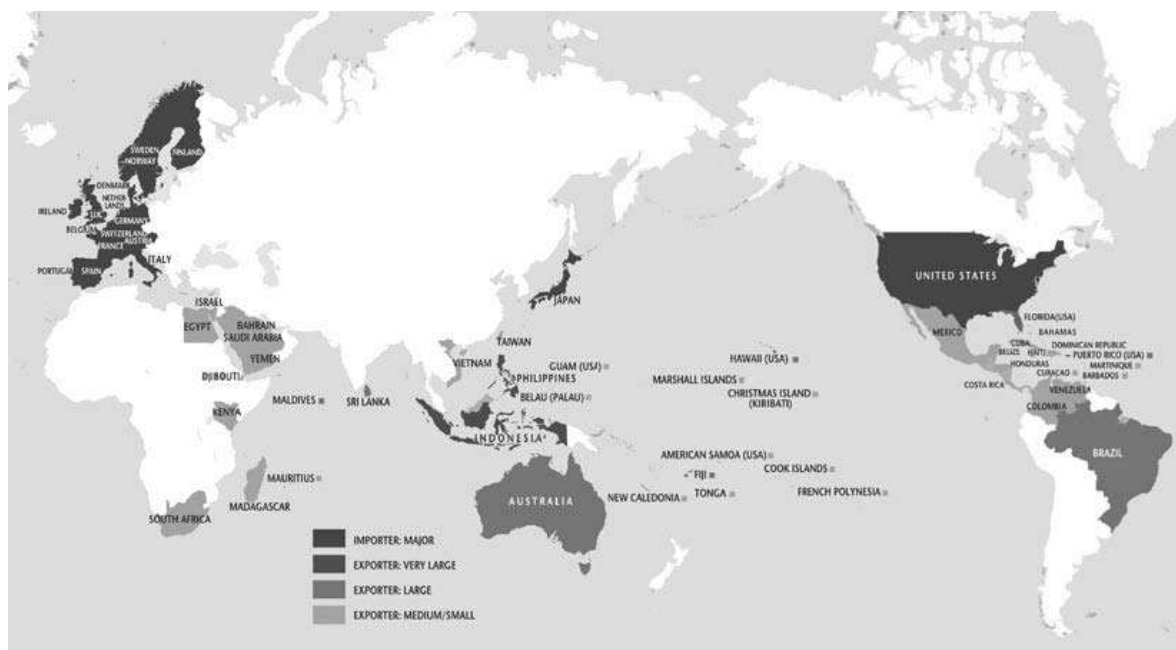 SWEDEN
NORWAY
FINLAND
DENMARK
NETHER
LANDS
IRELAND
U.K.
GERMANY
BELGIUM
SWITZERLAND
AUSTRIA
FRANCE
ITALY
PORTUGAL
SPAIN
ISRAEL
EGYPT
BAHRAIN
SAUDI ARABIA
YEMEN
DJIBOUTI
KENYA
MALDIVES
SRI LANKA
MAURITIUS
MADAGASCAR
SOUTH AFRICA
JAPAN
TAIWAN
VIETNAM
PHILIPPINES
GUAM (USA)
BELAU (PALAU)
INDONESIA
AUSTRALIA
HAWAII (USA)
MARSHALL ISLANDS
CHRISTMAS ISLAND
(KIRIBATI)
AMERICAN SAMOA (USA)
FIJI
COOK ISLANDS
NEW CALEDONIA
TONGA
FRENCH POLYNESIA
UNITED STATES
FLORIDA(USA)
MEXICO
BAHAMAS
CUBA
DOMINICAN REPUBLIC
BELIZE
HAITI
PUERTO RICO (USA)
HONDURAS
MARTINIQUE
CURACAO
BARBADOS
COSTA RICA
VENEZUELA
COLOMBIA
BRAZIL
IMPORTER: MAJOR
EXPORTER: VERY LARGE
EXPORTER: LARGE
EXPORTER: MEDIUM/SMALL